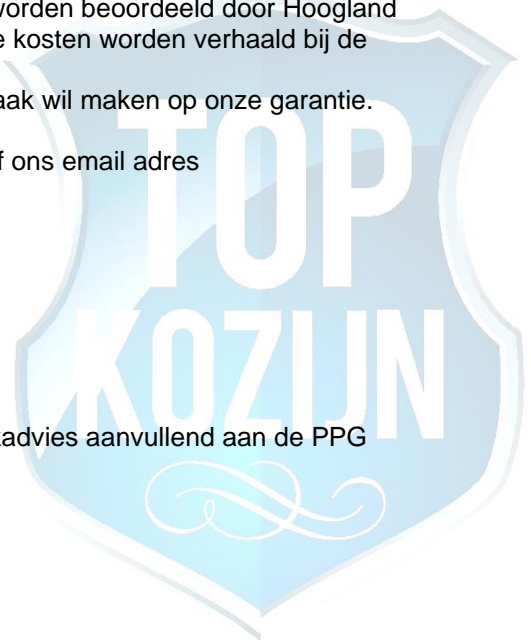 worden beoordeeld door Hoogland
e kosten worden verhaald bij de
aak wil maken op onze garantie.
f ons email adres
TOP
KOZIJN
advies aanvullend aan de PPG